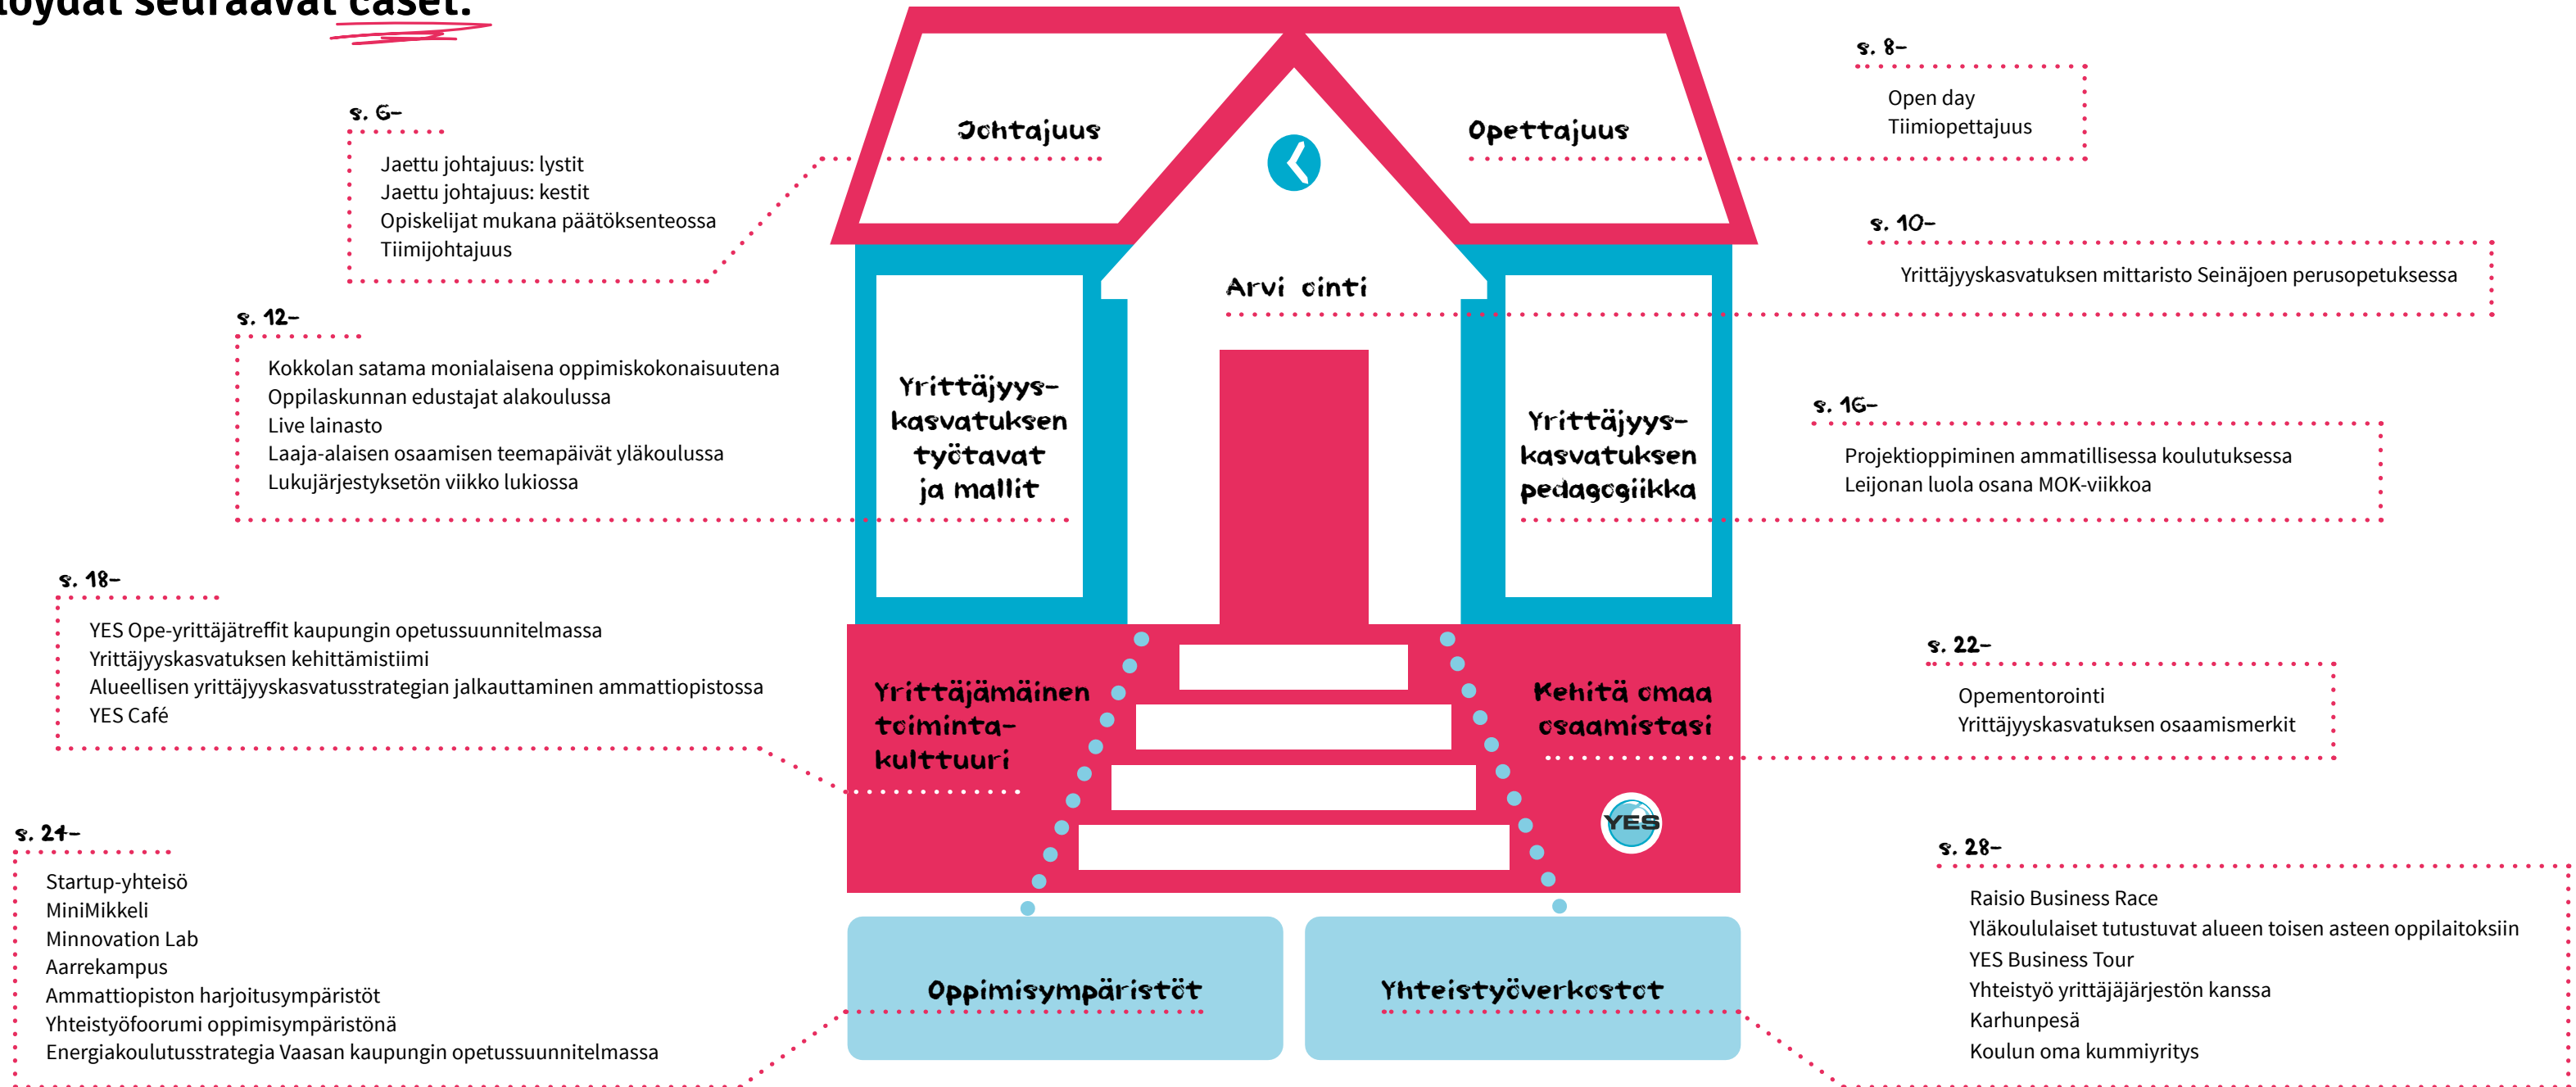 löydät seuraavat caset:
s. 6–
Jaettu johtajuus: lystit
Jaettu johtajuus: kestit
Opiskelijat mukana päätöksenteossa
Tiimijohtajuus
s. 12–
Kokkolan satama monialaisena oppimiskokonaisuutena
Oppilaskunnan edustajat alakoulussa
Live lainasto
Laaja-alaisen osaamisen teemapäivät yläkoulussa
Lukujärjestyksetön viikko lukiossa
s. 18–
YES Ope-yrittäjätreffit kaupungin opetussuunnitelmassa
Yrittäjyyskasvatuksen kehittämistiimi
Alueellisen yrittäjyyskasvatusstrategian jalkauttaminen ammattiopistossa
YES Café
s. 24–
Startup-yhteisö
MiniMikkeli
Minnovation Lab
Aarrekampus
Ammattiopiston harjoitusympäristöt
Yhteistyöfoorumi oppimisympäristönä
Energiakoulutusstrategia Vaasan kaupungin opetussuunnitelmassa
Johtajuus
Opettajuus
Arvi ointi
Yrittäjyys-
kasvatuksen
työtavat
ja mallit
Yrittäjyys-
kasvatuksen
pedagogiikka
Yrittäjämäinen
toiminta-
kulttuuri
Kehitä omaa
osaamistasi
YES
Oppimisympäristöt
Yhteistyöverkostot
s. 8–
Open day
Tiimiopettajuus
s. 10–
Yrittäjyyskasvatuksen mittaristo Seinäjoen perusopetuksessa
s. 16–
Projektioppiminen ammatillisessa koulutuksessa
Leijonan luola osana MOK-viikkoa
s. 22–
Opementorointi
Yrittäjyyskasvatuksen osaamismerkit
s. 28–
Raisio Business Race
Yläkoululaiset tutustuvat alueen toisen asteen oppilaitoksiin
YES Business Tour
Yhteistyö yrittäjäjärjestön kanssa
Karhunpesä
Koulun oma kummiyritys